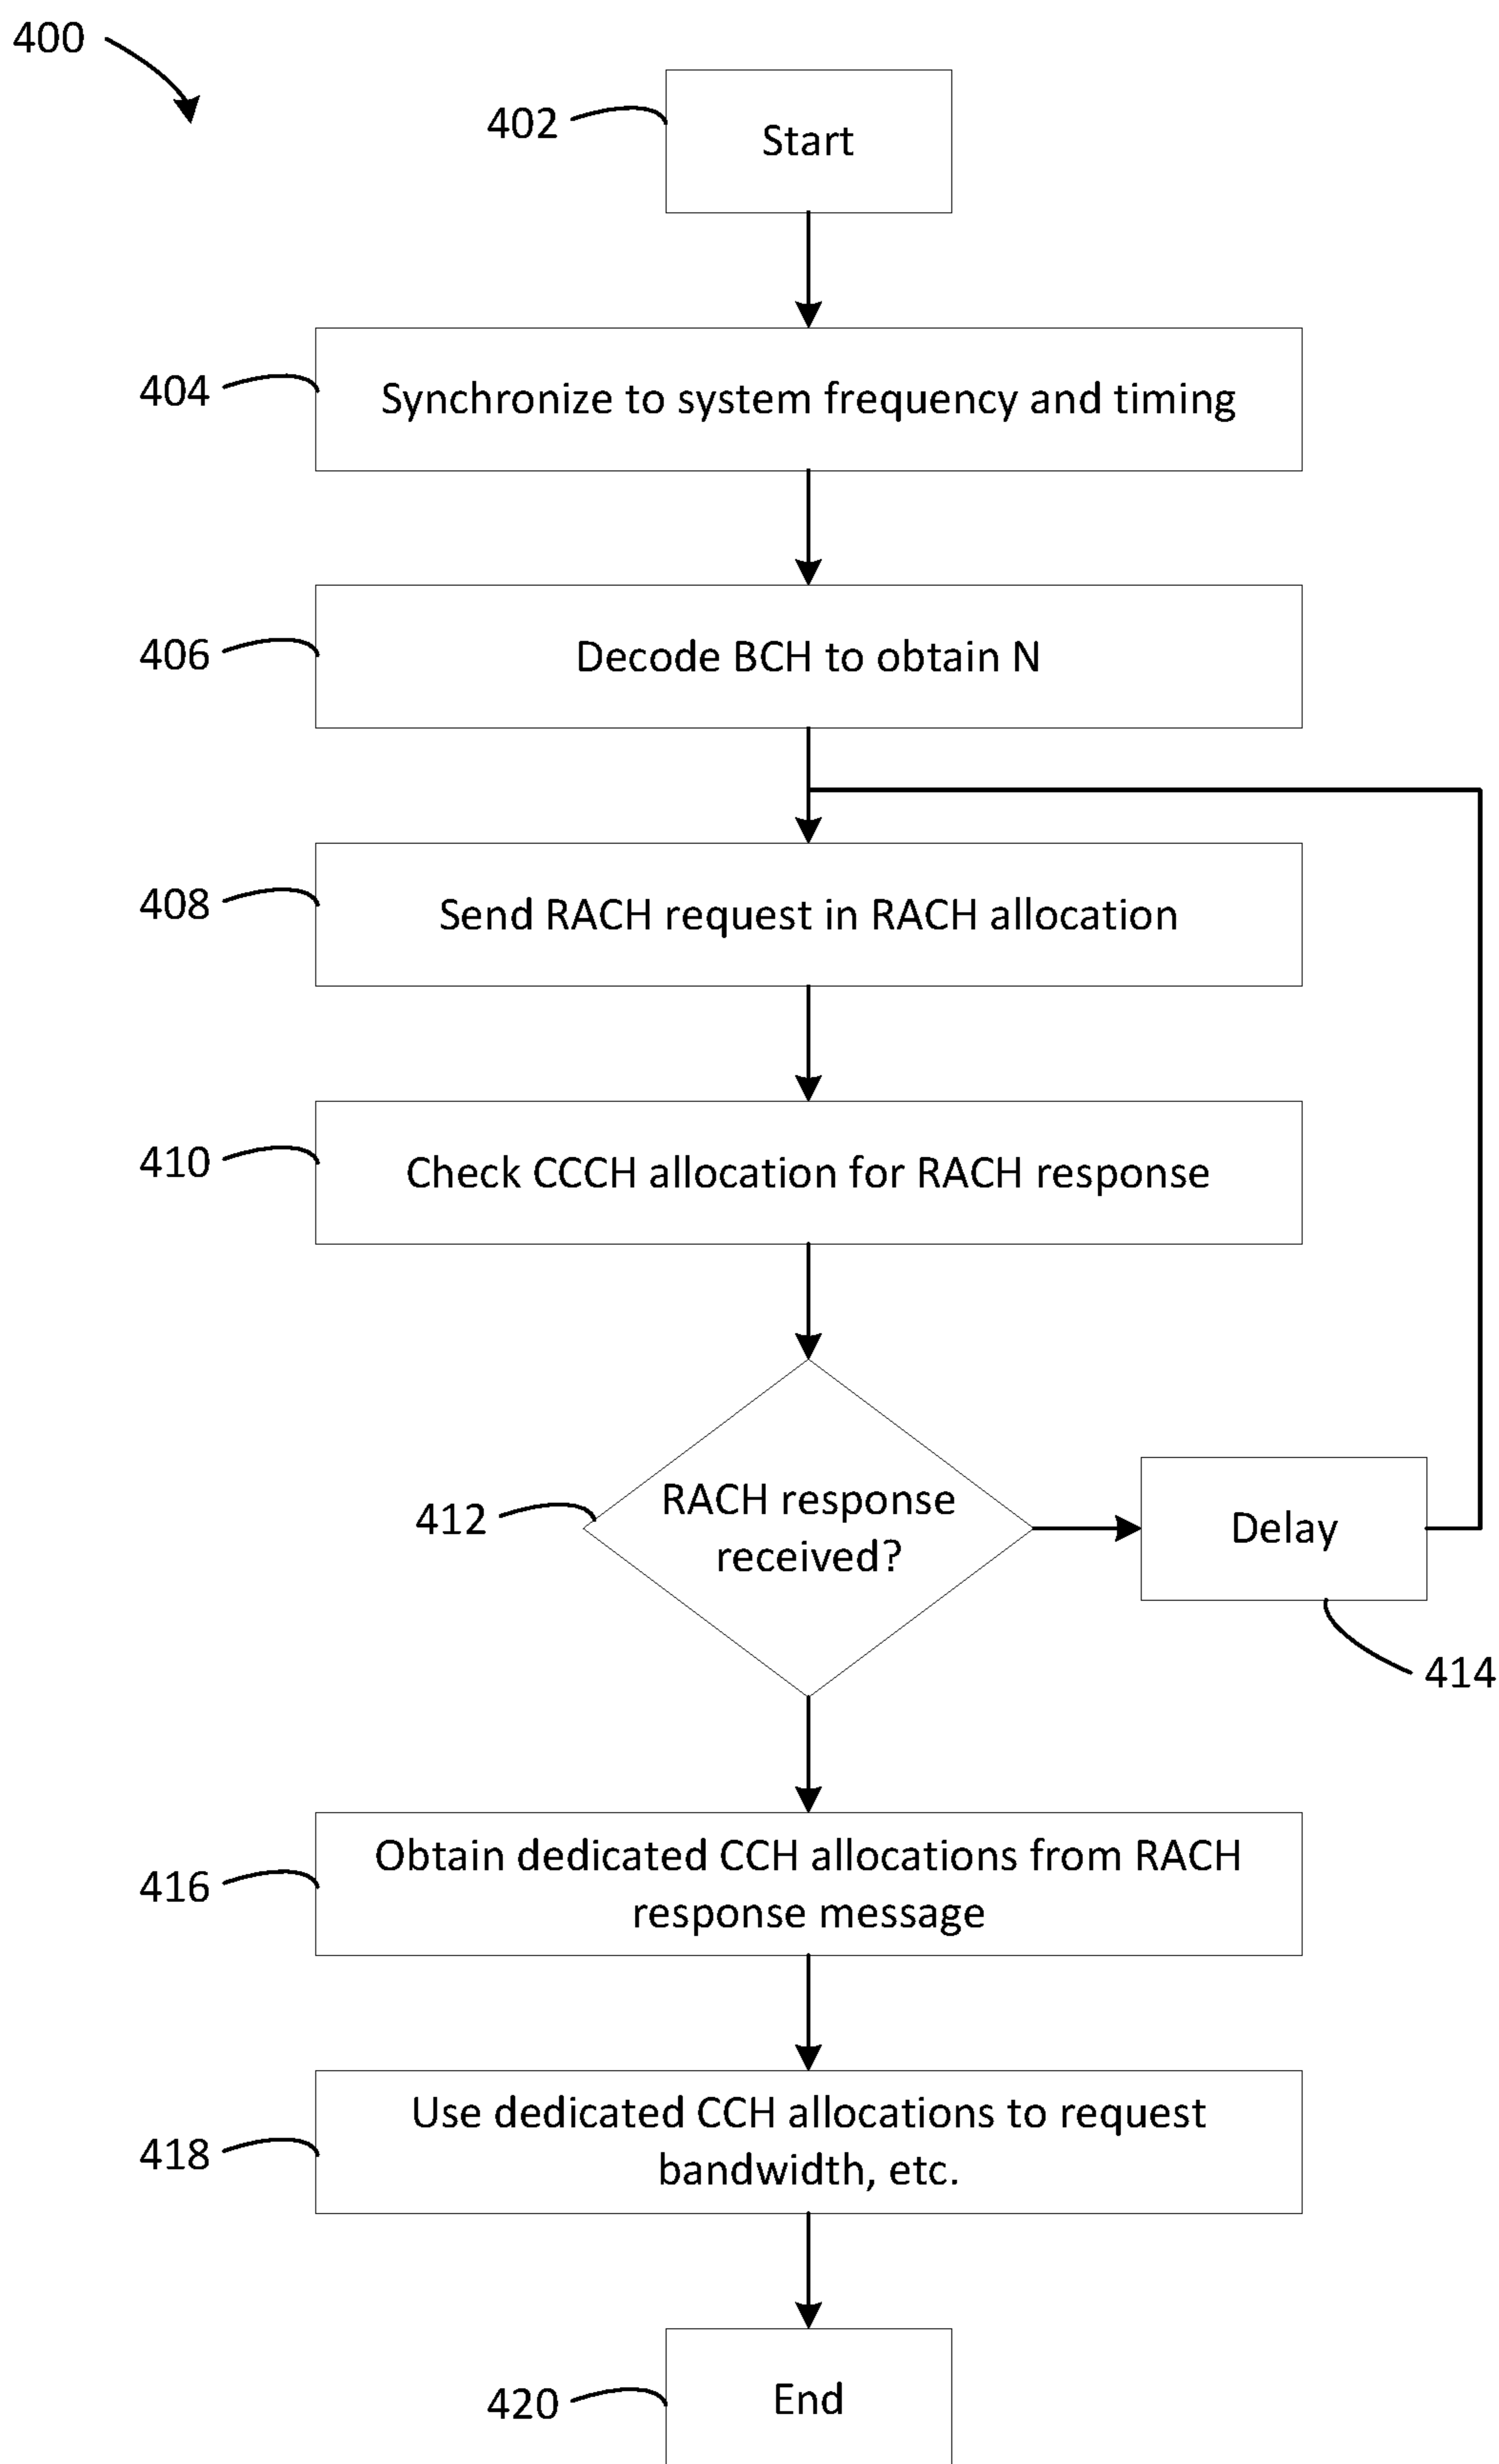 400
402
Start
404
Synchronize to system frequency and timing
406
Decode BCH to obtain N
408
Send RACH request in RACH allocation
410
Check CCCH allocation for RACH response
412
RACH response
received?
Delay
414
416
Obtain dedicated CCH allocations from RACH
response message
418
Use dedicated CCH allocations to request
bandwidth, etc.
420
End